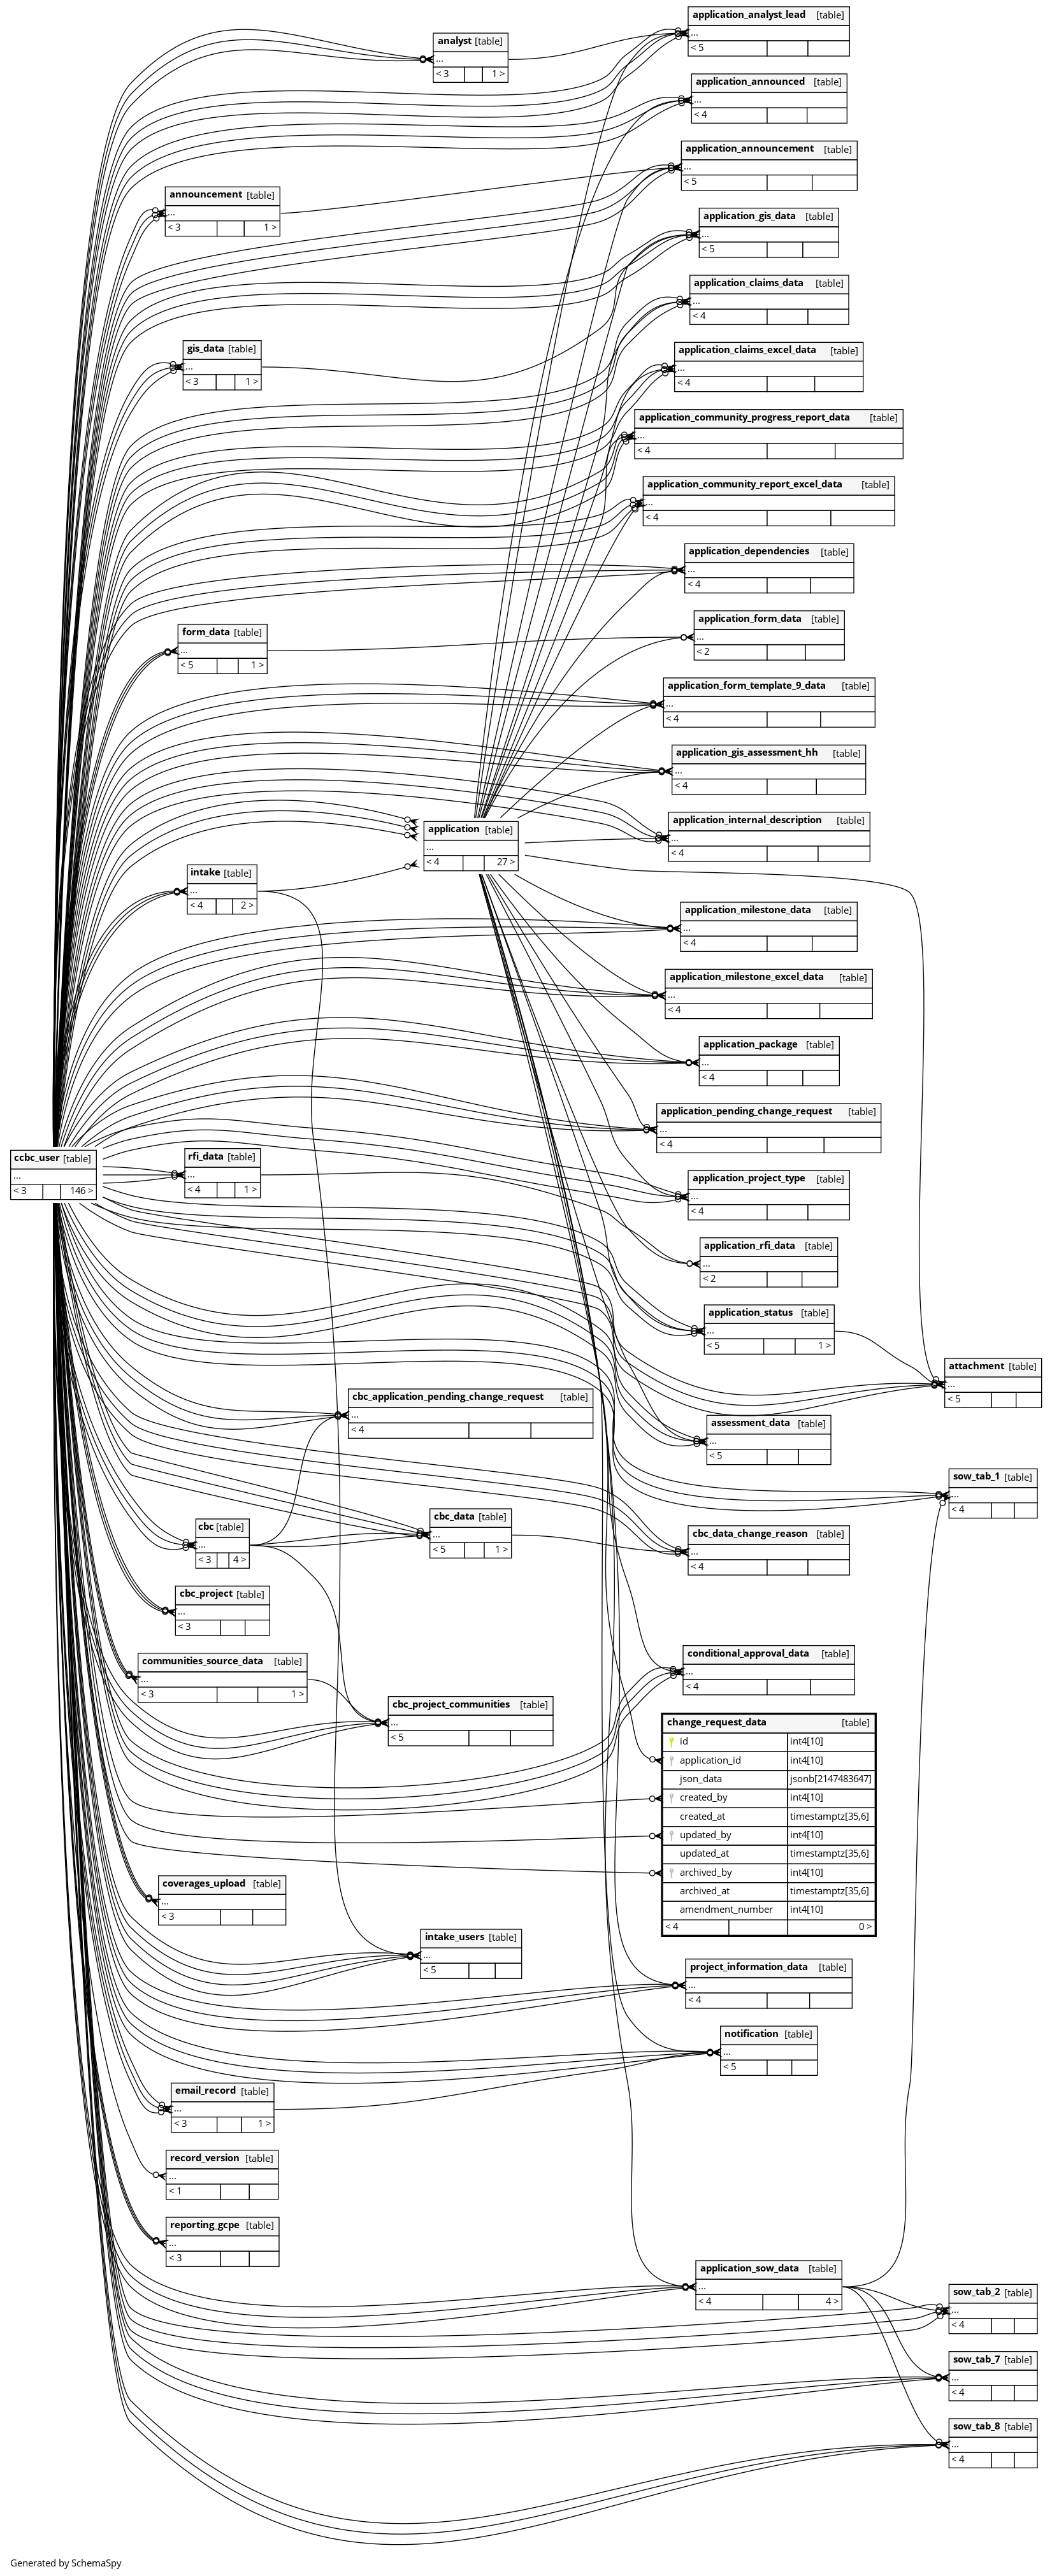 application_analyst_lead [table]
...
< 5
analyst [table]
...
< 3 1 >
application_announced [table]
...
< 4
application_announcement [table]
...
< 5
announcement [table]
...
< 3 1 >
application_gis_data [table]
...
< 5
application_claims_data [table]
...
< 4
gis_data [table]
...
< 3 1 >
application_claims_excel_data [table]
...
< 4
application_community_progress_report_data [table]
...
< 4
application_community_report_excel_data [table]
...
< 4
application_dependencies [table]
...
< 4
application_form_data [table]
...
< 2
form_data [table]
...
< 5 1 >
application_form_template_9_data [table]
...
< 4
application_gis_assessment_hh [table]
...
< 4
application_internal_description [table]
...
< 4
application [table]
...
< 4 27 >
intake [table]
...
< 4 2 >
application_milestone_data [table]
...
< 4
application_milestone_excel_data [table]
...
< 4
application_package [table]
...
< 4
application_pending_change_request [table]
...
< 4
ccbc_user [table]
...
< 3 146 >
rfi_data [table]
...
< 4 1 >
application_project_type [table]
...
< 4
application_rfi_data [table]
...
< 2
application_status [table]
...
< 5 1 >
attachment [table]
...
< 5
cbc_application_pending_change_request [table]
...
< 4
assessment_data [table]
...
< 5
sow_tab_1 [table]
...
< 4
cbc [table]
...
< 3 4 >
cbc_data [table]
...
< 5 1 >
cbc_data_change_reason [table]
...
< 4
cbc_project [table]
...
< 3
communities_source_data [table]
...
< 3 1 >
conditional_approval_data [table]
...
< 4
cbc_project_communities [table]
...
< 5
change_request_data [table]
id int4[10]
application_id int4[10]
json_data jsonb[2147483647]
created_by int4[10]
created_at timestamptz[35,6]
updated_by int4[10]
updated_at timestamptz[35,6]
archived_by int4[10]
archived_at timestamptz[35,6]
amendment_number int4[10]
< 4 0 >
coverages_upload [table]
...
< 3
intake_users [table]
...
< 5
project_information_data [table]
...
< 4
notification [table]
...
< 5
email_record [table]
...
< 3 1 >
record_version [table]
...
< 1
reporting_gcpe [table]
...
< 3
application_sow_data [table]
...
< 4 4 >
sow_tab_2 [table]
...
< 4
sow_tab_7 [table]
...
< 4
sow_tab_8 [table]
...
< 4
Generated by SchemaSpy